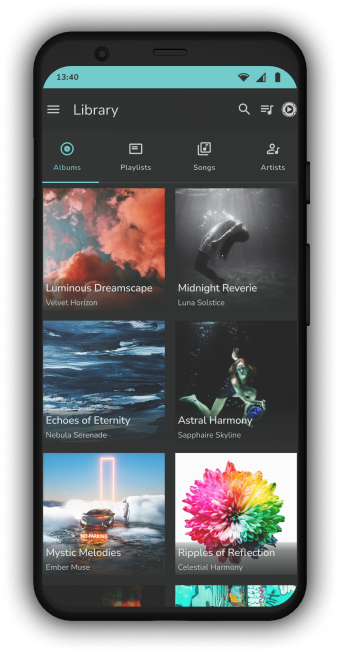 13:40
Library
Albums
Playlists
Songs
Artists
Luminous Dreamscape
Velvet Horizon
Midnight Reverie
Luna Solstice
Echoes of Eternity
Nebula Serenade
Astral Harmony
Sapphaire Skyline
NO PARKING
Mystic Melodies
Ember Muse
Ripples of Reflection
Celestial Harmony